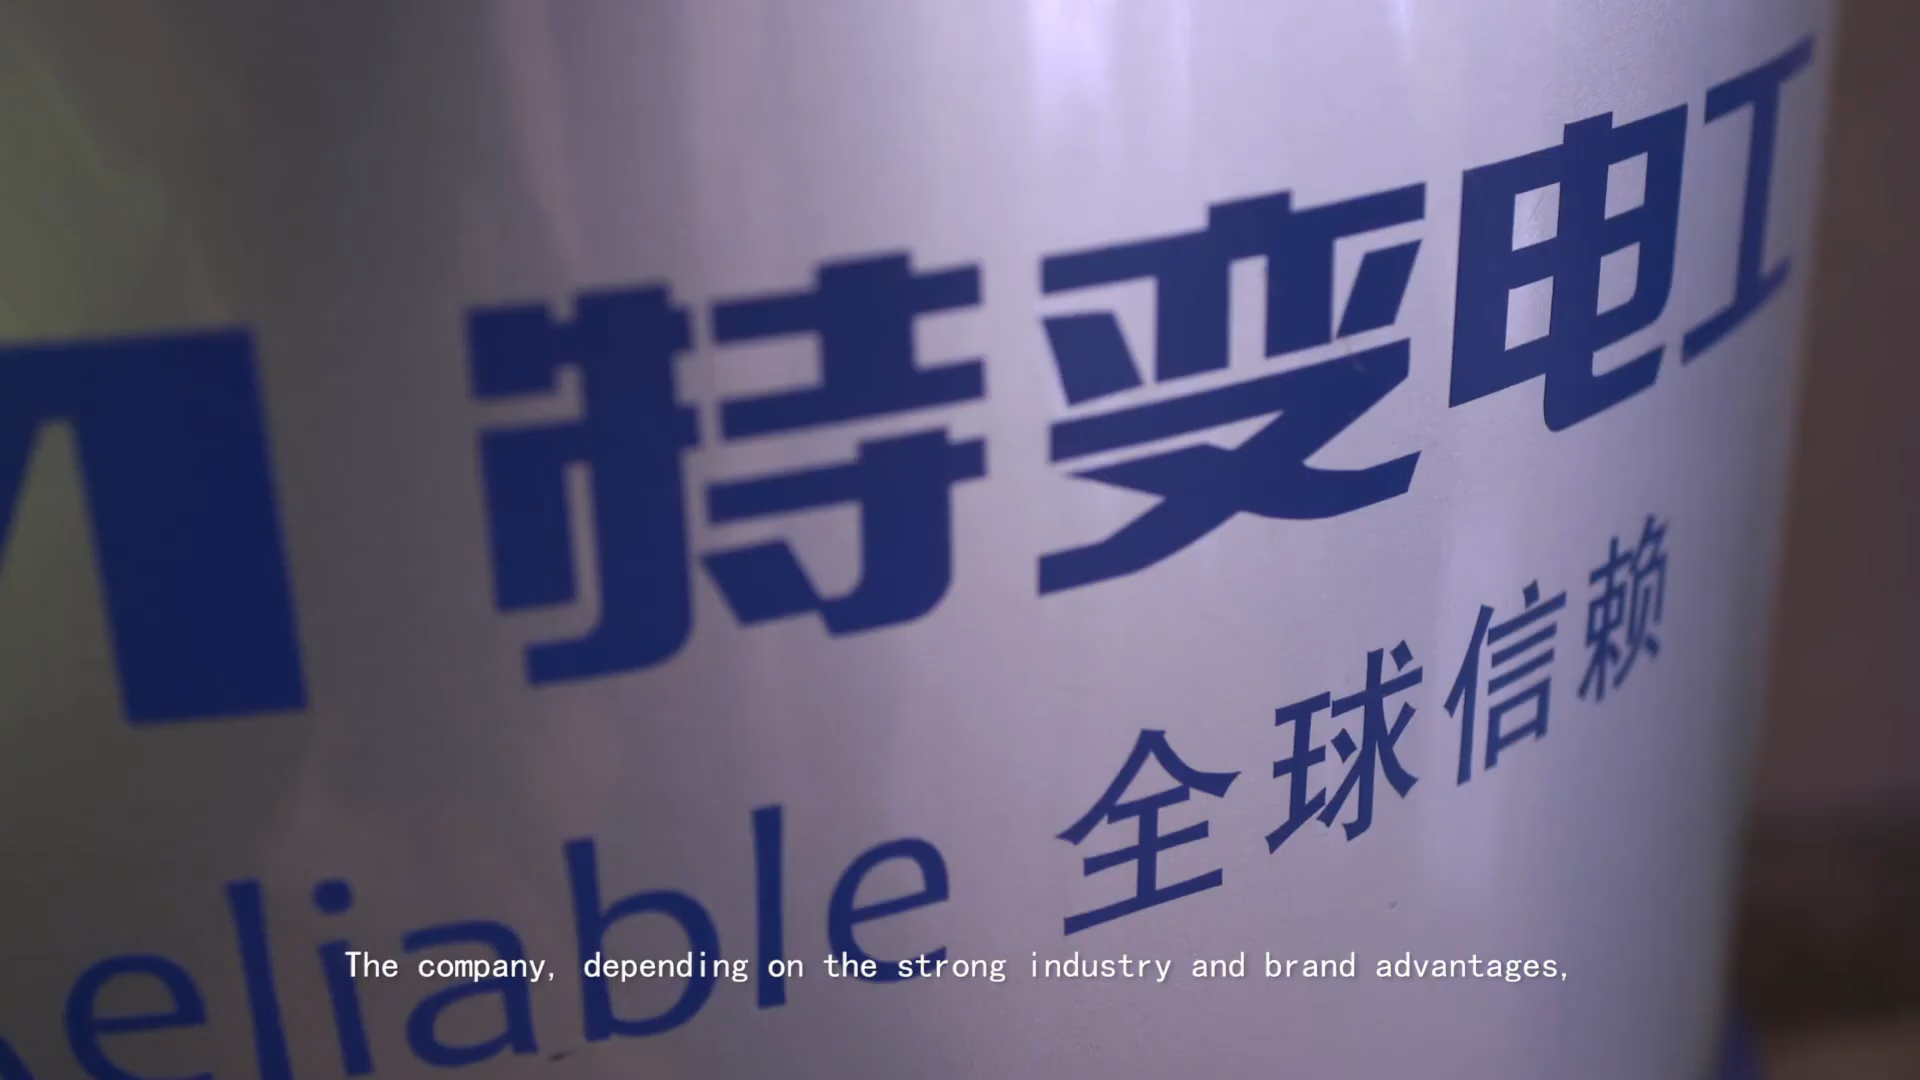 特变电工
eliable 全球信赖
The company, depending on the strong industry and brand advantages,